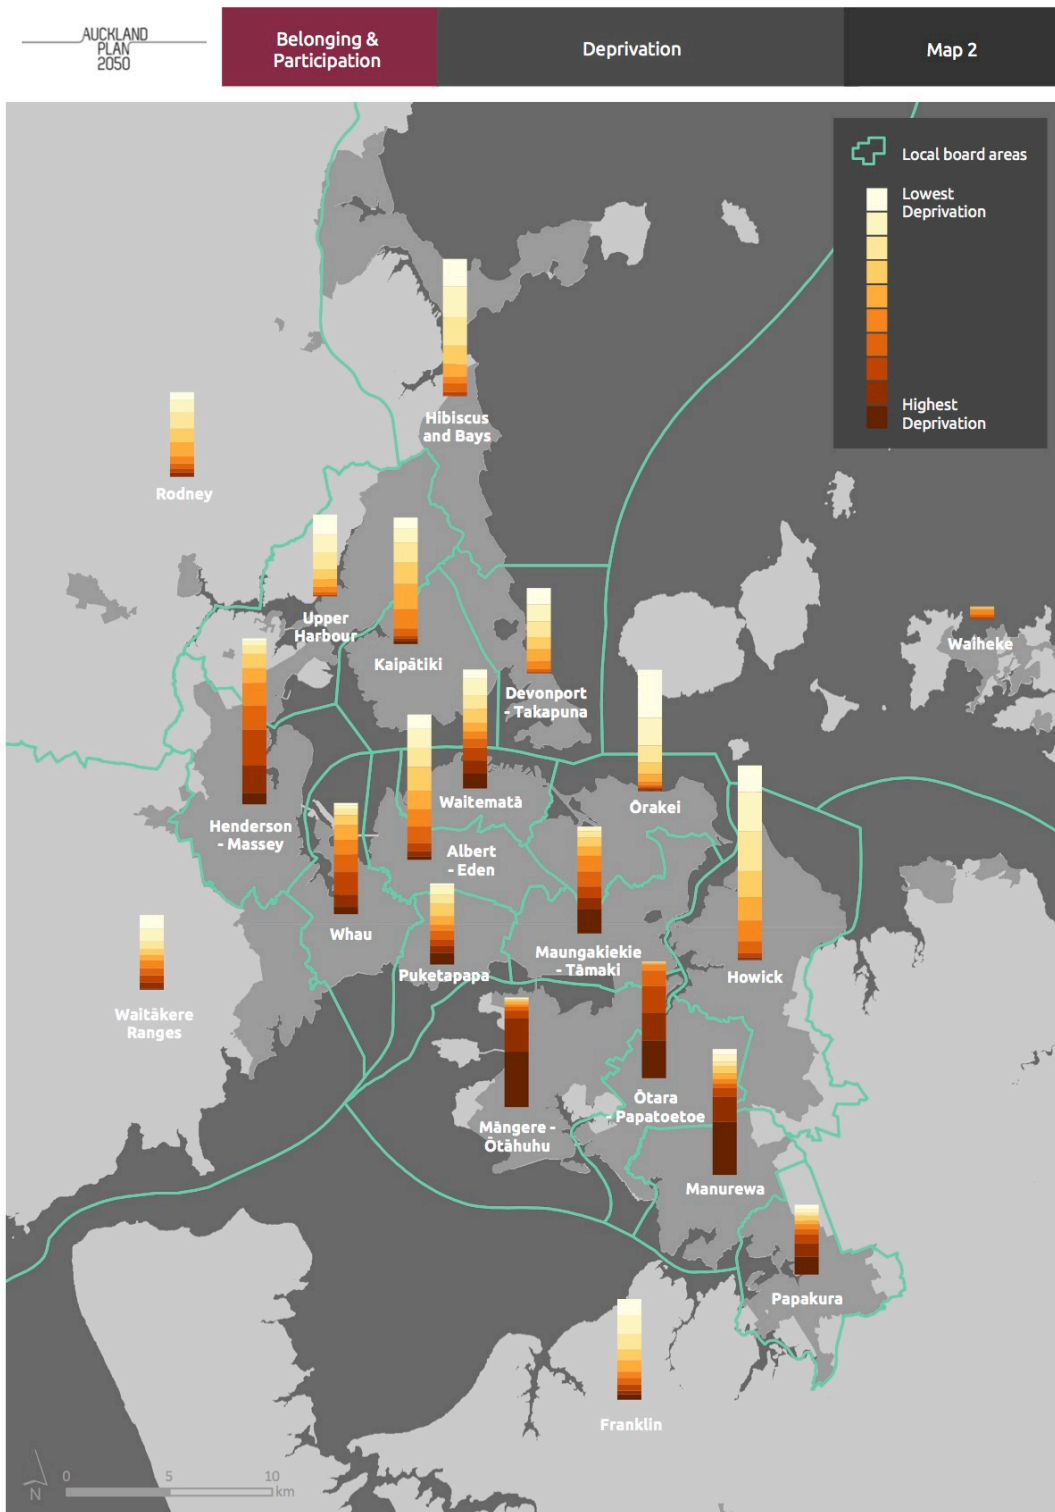 AUCKLAND
PLAN
2050
Belonging &
Participation
Deprivation
Map 2
Local board areas
Lowest
Deprivation
Highest
Deprivation
Hibiscus
and Bays
Rodney
Upper
Harbour
Kaipātiki
Devonport
- Takapuna
Waiheke
Henderson
- Massey
Waitematā
Ōrakei
Albert
- Eden
Whau
Puketapapa
Maungakiekie
- Tāmaki
Howick
Waitākere
Ranges
Māngere -
Ōtāhuhu
Ōtara
- Papatoetoe
Manurewa
Papakura
Franklin
N
0 5 10
km